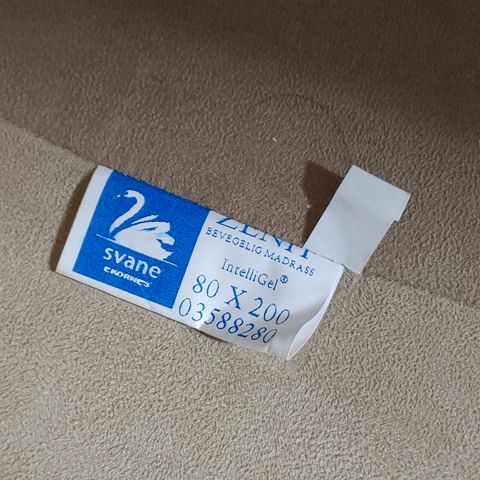 svane
EKORNES
ZENIT
BEVEGELIG MADRASS
IntelliGel®
80 X 200
03588280